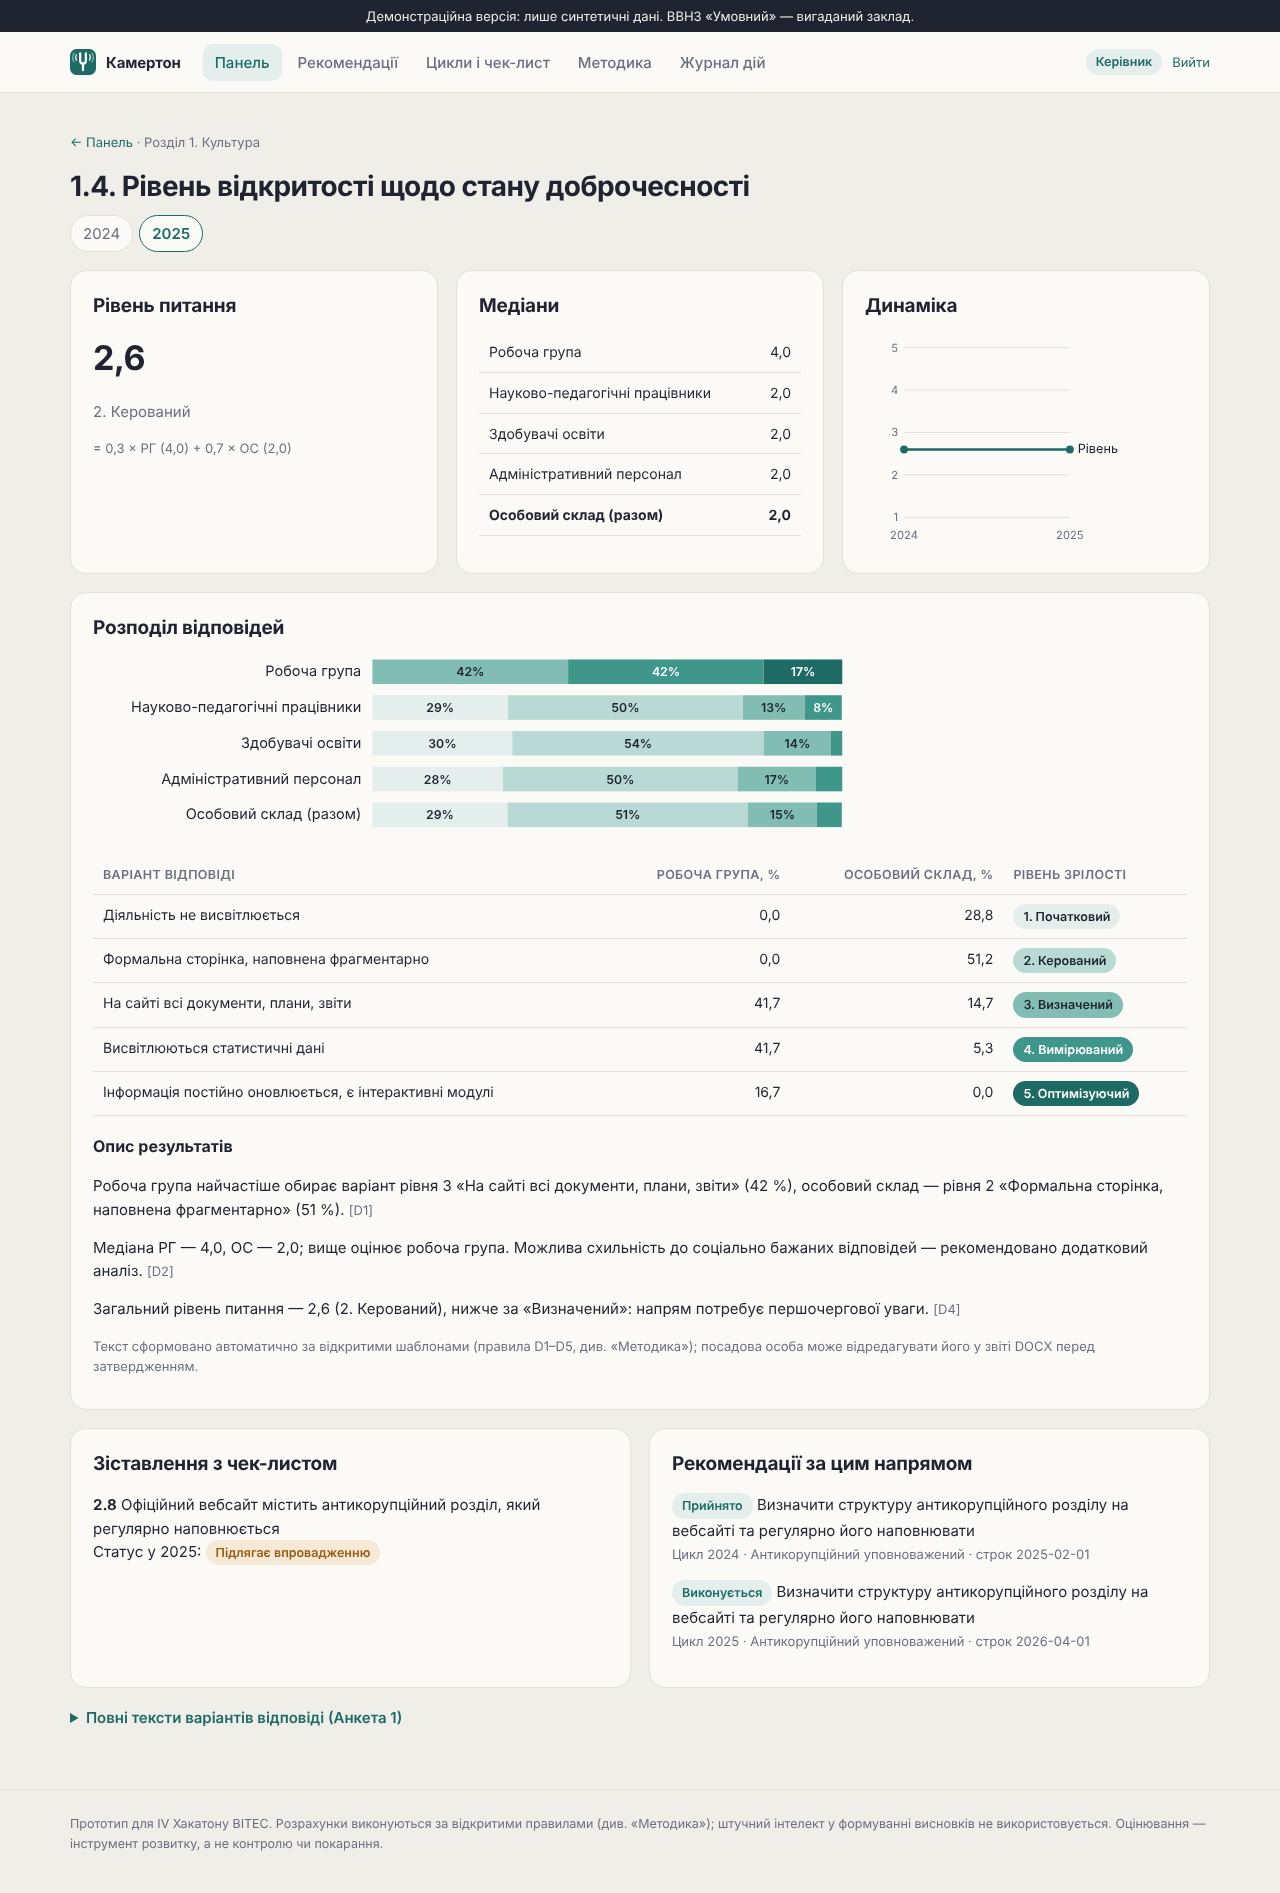 Демонстраційна версія: лише синтетичні дані. ВВНЗ «Умовний» — вигаданий заклад.
Камертон Панель Рекомендації Цикли і чек-лист Методика Журнал дій Керівник Вийти
← Панель · Розділ 1. Культура
1.4. Рівень відкритості щодо стану доброчесності
2024 2025
Рівень питання
2,6
2. Керований
= 0,3 × РГ (4,0) + 0,7 × ОС (2,0)
Медіани
Робоча група 4,0
Науково-педагогічні працівники 2,0
Здобувачі освіти 2,0
Адміністративний персонал 2,0
Особовий склад (разом) 2,0
Динаміка
5
4
3
Рівень
2
1
2024 2025
Розподіл відповідей
Робоча група 42% 42% 17%
Науково-педагогічні працівники 29% 50% 13% 8%
Здобувачі освіти 30% 54% 14%
Адміністративний персонал 28% 50% 17%
Особовий склад (разом) 29% 51% 15%
ВАРІАНТ ВІДПОВІДІ РОБОЧА ГРУПА, % ОСОБОВИЙ СКЛАД, % РІВЕНЬ ЗРІЛОСТІ
Діяльність не висвітлюється 0,0 28,8 1. Початковий
Формальна сторінка, наповнена фрагментарно 0,0 51,2 2. Керований
На сайті всі документи, плани, звіти 41,7 14,7 3. Визначений
Висвітлюються статистичні дані 41,7 5,3 4. Вимірюваний
Інформація постійно оновлюється, є інтерактивні модулі 16,7 0,0 5. Оптимізуючий
Опис результатів
Робоча група найчастіше обирає варіант рівня 3 «На сайті всі документи, плани, звіти» (42 %), особовий склад — рівня 2 «Формальна сторінка,
наповнена фрагментарно» (51 %). [D1]
Медіана РГ — 4,0, ОС — 2,0; вище оцінює робоча група. Можлива схильність до соціально бажаних відповідей — рекомендовано додатковий
аналіз. [D2]
Загальний рівень питання — 2,6 (2. Керований), нижче за «Визначений»: напрям потребує першочергової уваги. [D4]
Текст сформовано автоматично за відкритими шаблонами (правила D1–D5, див. «Методика»); посадова особа може відредагувати його у звіті DOCX перед
затвердженням.
Зіставлення з чек-листом
2.8 Офіційний вебсайт містить антикорупційний розділ, який
регулярно наповнюється
Статус у 2025: Підлягає впровадженню
Рекомендації за цим напрямом
Прийнято Визначити структуру антикорупційного розділу на
вебсайті та регулярно його наповнювати
Цикл 2024 · Антикорупційний уповноважений · строк 2025-02-01
Виконується Визначити структуру антикорупційного розділу на
вебсайті та регулярно його наповнювати
Цикл 2025 · Антикорупційний уповноважений · строк 2026-04-01
Повні тексти варіантів відповіді (Анкета 1)
Прототип для IV Хакатону ВІТЕС. Розрахунки виконуються за відкритими правилами (див. «Методика»); штучний інтелект у формуванні висновків не використовується. Оцінювання —
інструмент розвитку, а не контролю чи покарання.